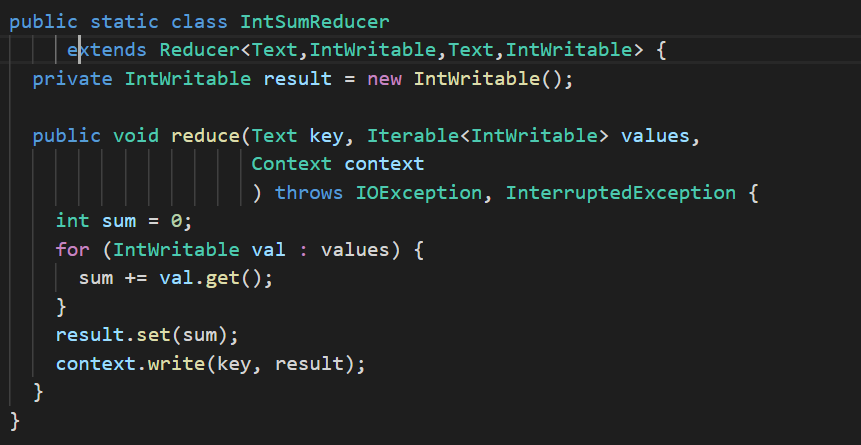 public static class IntSumReducer
extends Reducer<Text,IntWritable,Text,IntWritable> {
private IntWritable result = new IntWritable();
public void reduce(Text key, Iterable<IntWritable> values,
Context context
) throws IOException, InterruptedException {
int sum = 0;
for (IntWritable val : values) {
sum += val.get();
}
result.set(sum);
context.write(key, result);
}
}